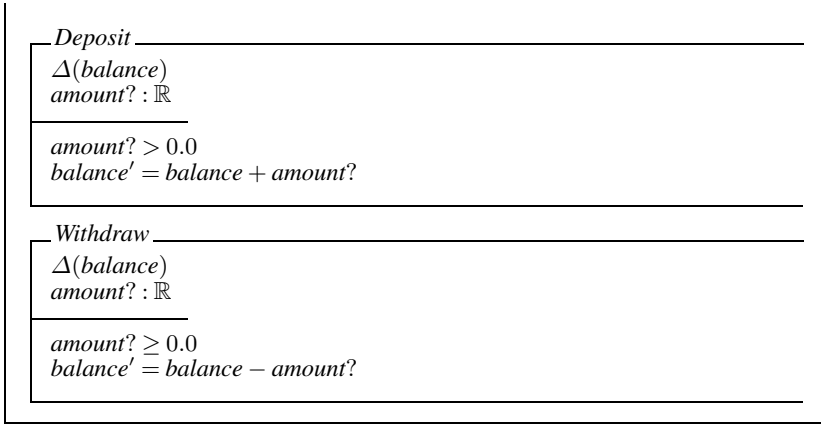 Deposit
Δ(balance)
amount? : ℝ
amount? > 0.0
balance′ = balance + amount?
Withdraw
Δ(balance)
amount? : ℝ
amount? ≥ 0.0
balance′ = balance − amount?